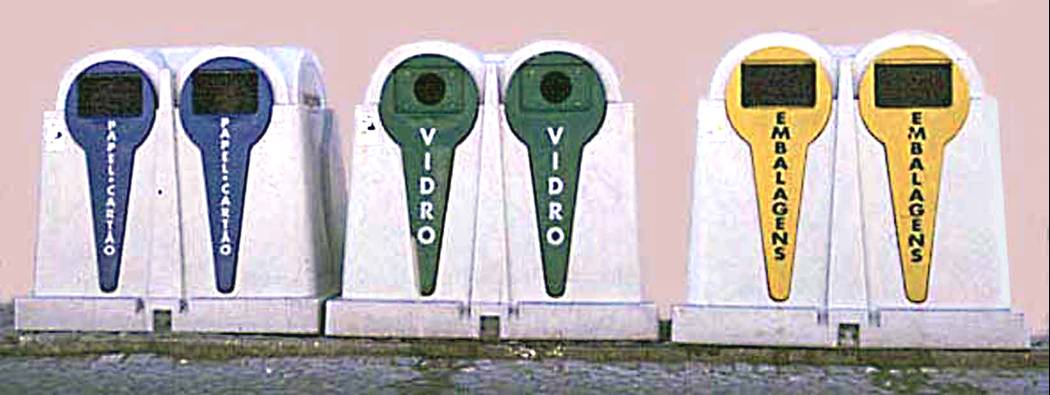 PAPEL·CARTÃO
PAPEL·CARTÃO
VIDRO
VIDRO
EMBALAGENS
EMBALAGENS